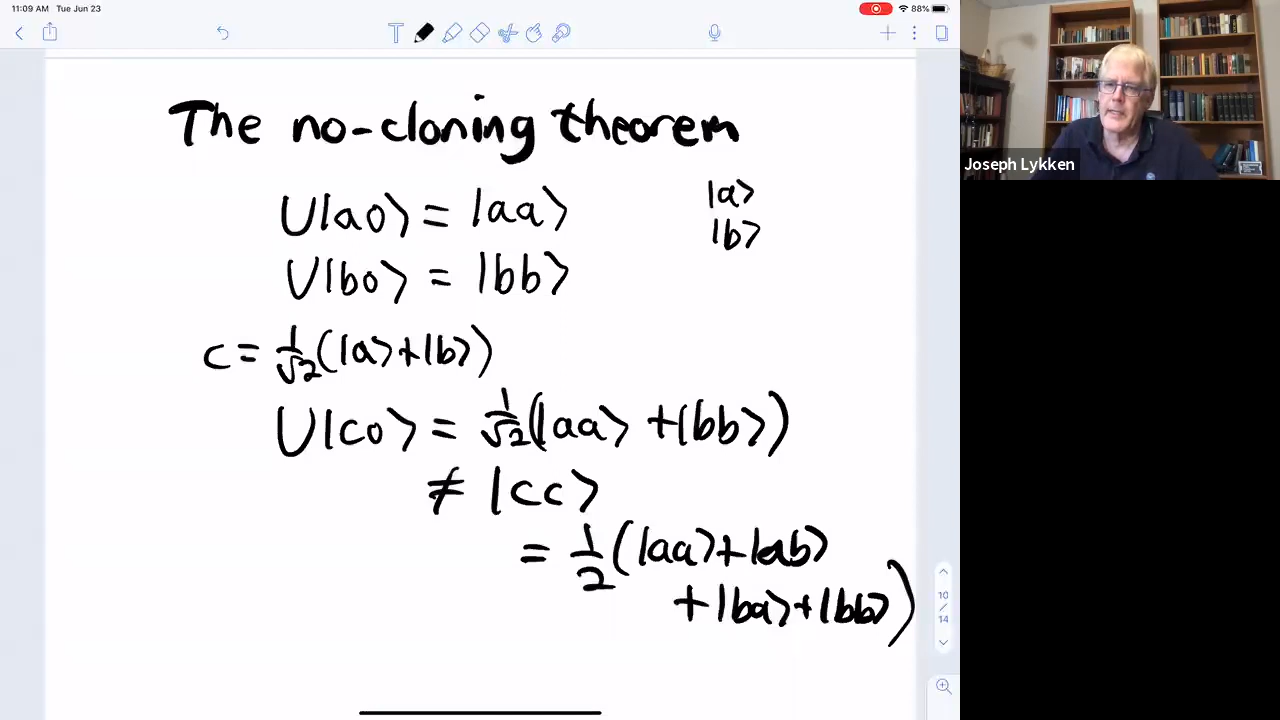 11:09 AM Tue Jun 23
88%
The no-cloning theorem
U|a0⟩ = |aa⟩
|a⟩
|b⟩
U|b0⟩ = |bb⟩
c = 1/√2 (|a⟩+|b⟩)
U|c0⟩ = 1/√2 (|aa⟩ + |bb⟩)
≠ |cc⟩
= 1/2 (|aa⟩+|ab⟩
+|ba⟩+|bb⟩)
10
/
14
Joseph Lykken